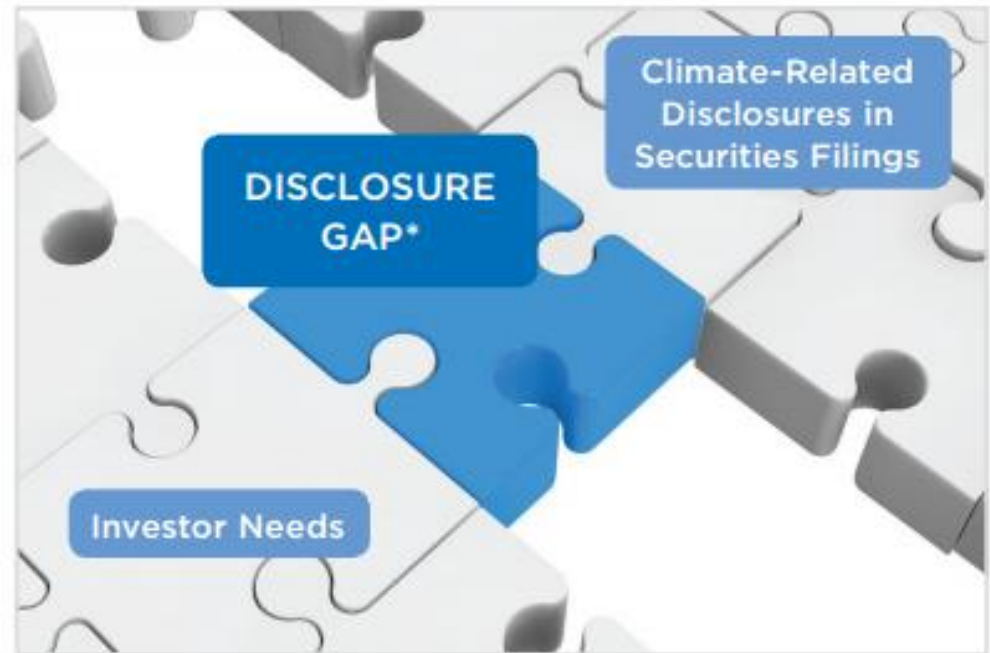 Climate-Related
Disclosures in
Securities Filings
DISCLOSURE
GAP*
Investor Needs